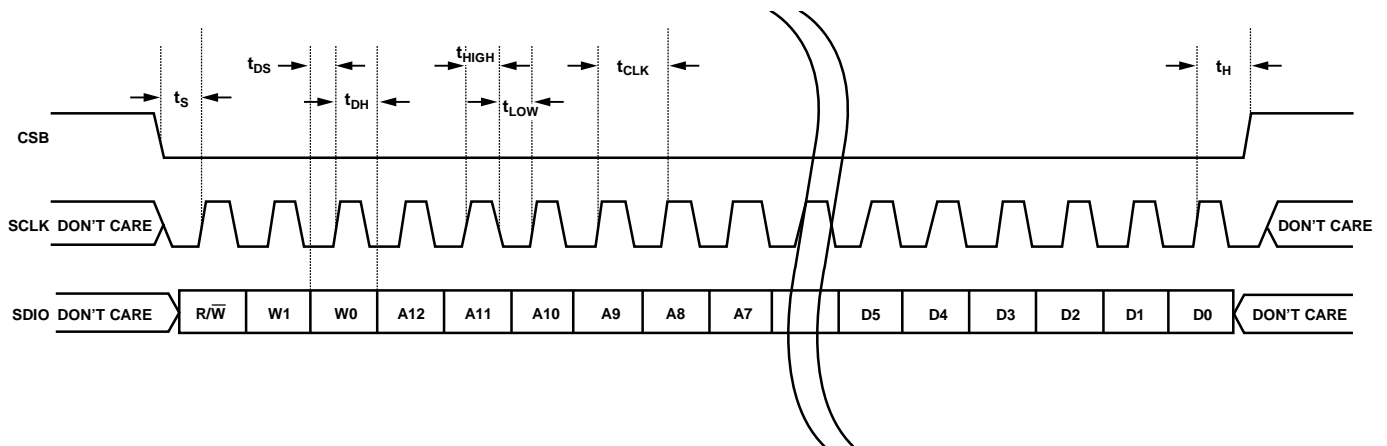 tHIGH
tDS tCLK tH
tS tDH tLOW
CSB
SCLK DON'T CARE DON'T CARE
SDIO DON'T CARE R/W̅ W1 W0 A12 A11 A10 A9 A8 A7 D5 D4 D3 D2 D1 D0 DON'T CARE